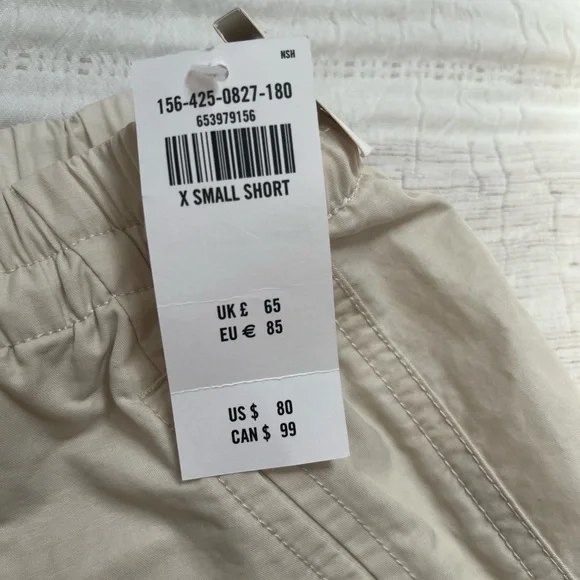 NSH
156-425-0827-180
653979156
X SMALL SHORT
UK £ 65
EU € 85
US $ 80
CAN $ 99